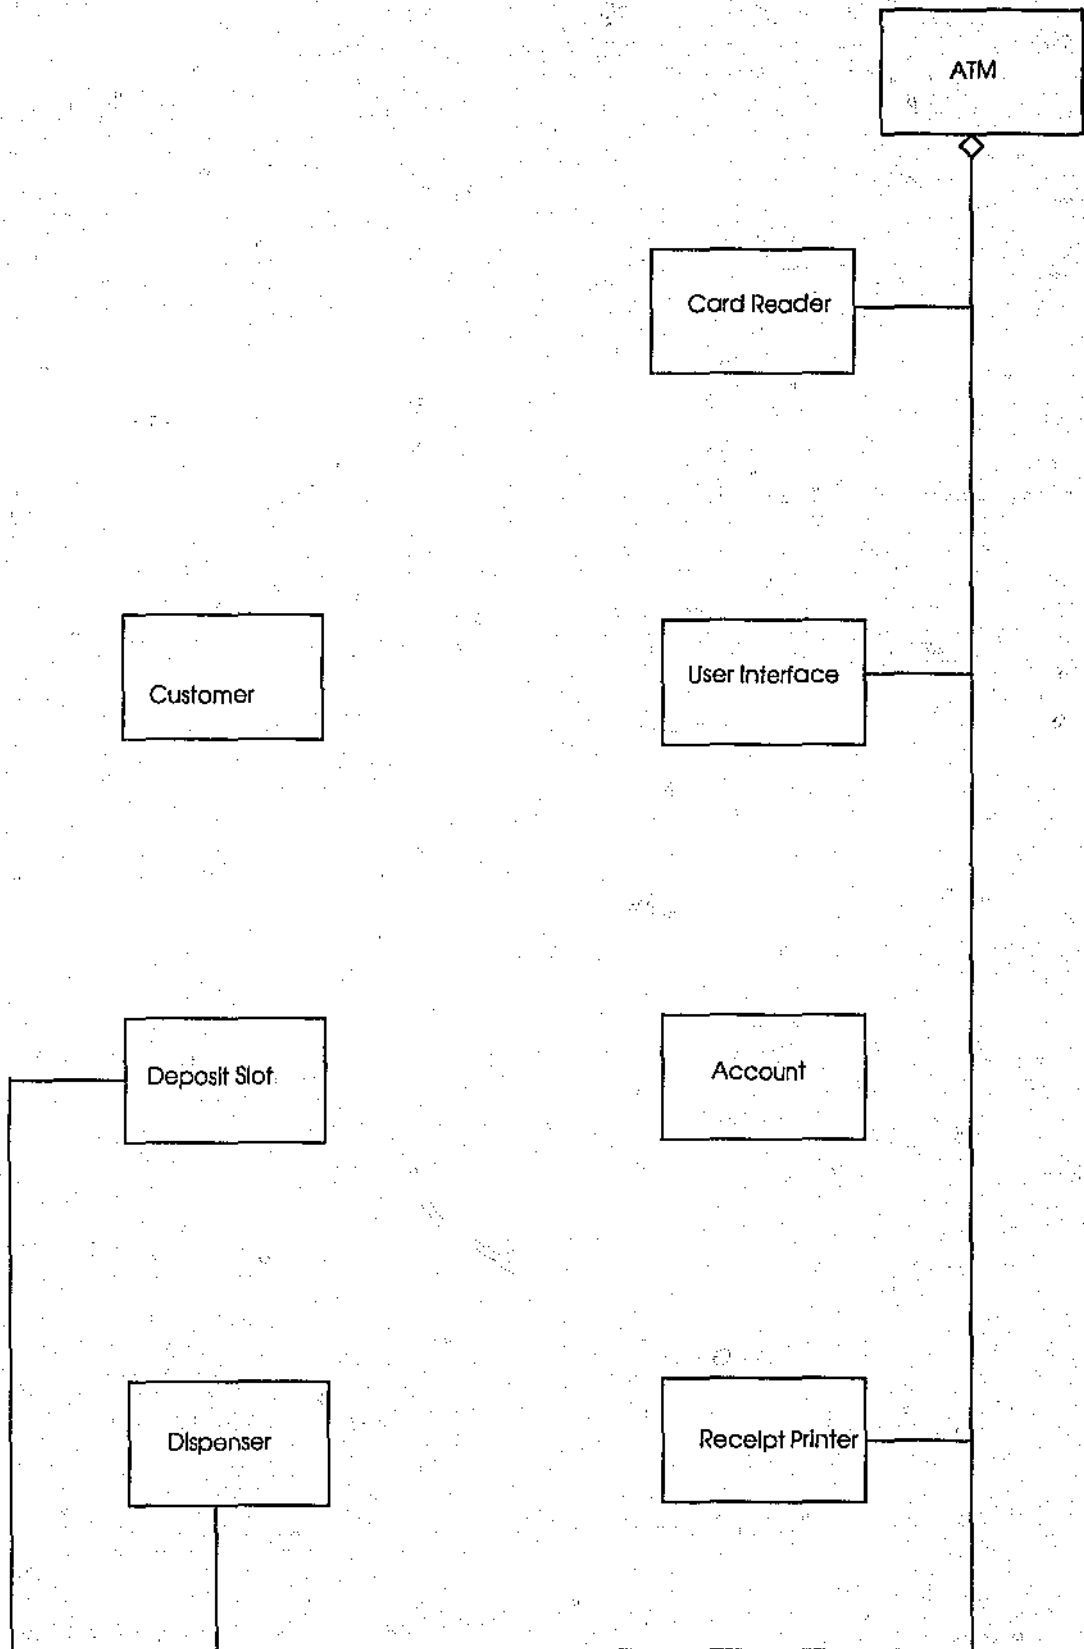 ATM
Card Reader
Customer
User Interface
Deposit Slot
Account
Dispenser
Receipt Printer